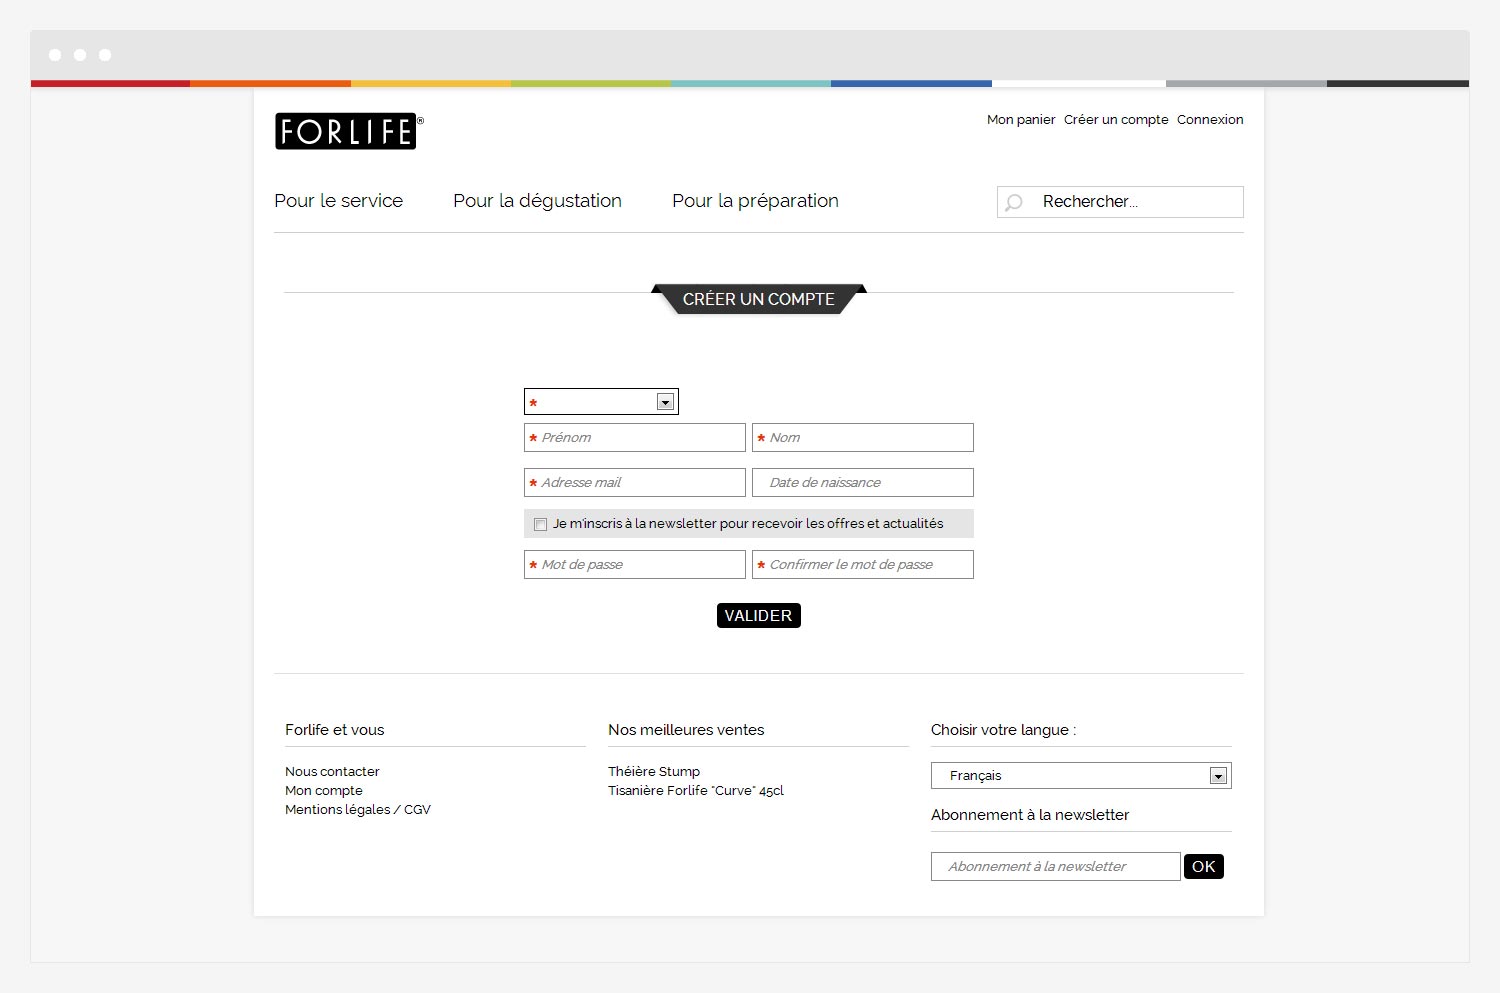 FORLIFE®
Mon panier Créer un compte Connexion
Pour le service Pour la dégustation Pour la préparation Rechercher...
CRÉER UN COMPTE
*
* Prénom * Nom
* Adresse mail Date de naissance
Je m'inscris à la newsletter pour recevoir les offres et actualités
* Mot de passe * Confirmer le mot de passe
VALIDER
Forlife et vous
Nous contacter
Mon compte
Mentions légales / CGV
Nos meilleures ventes
Théière Stump
Tisanière Forlife "Curve" 45cl
Choisir votre langue :
Français
Abonnement à la newsletter
Abonnement à la newsletter OK